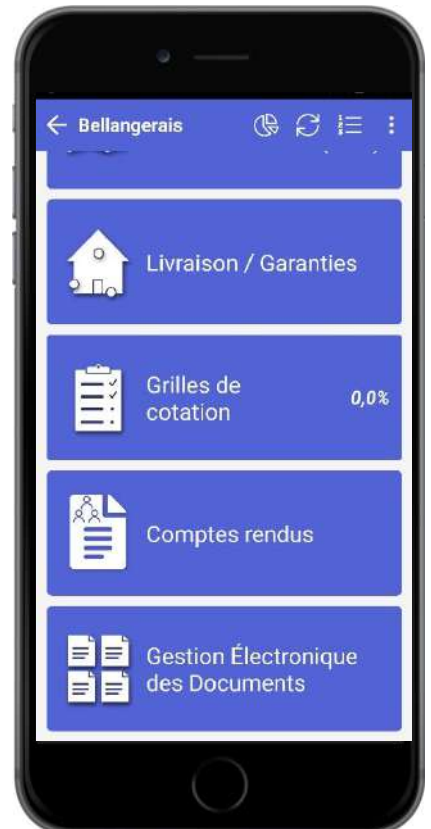 Bellangerais
Livraison / Garanties
Grilles de
cotation
0,0%
Comptes rendus
Gestion Électronique
des Documents